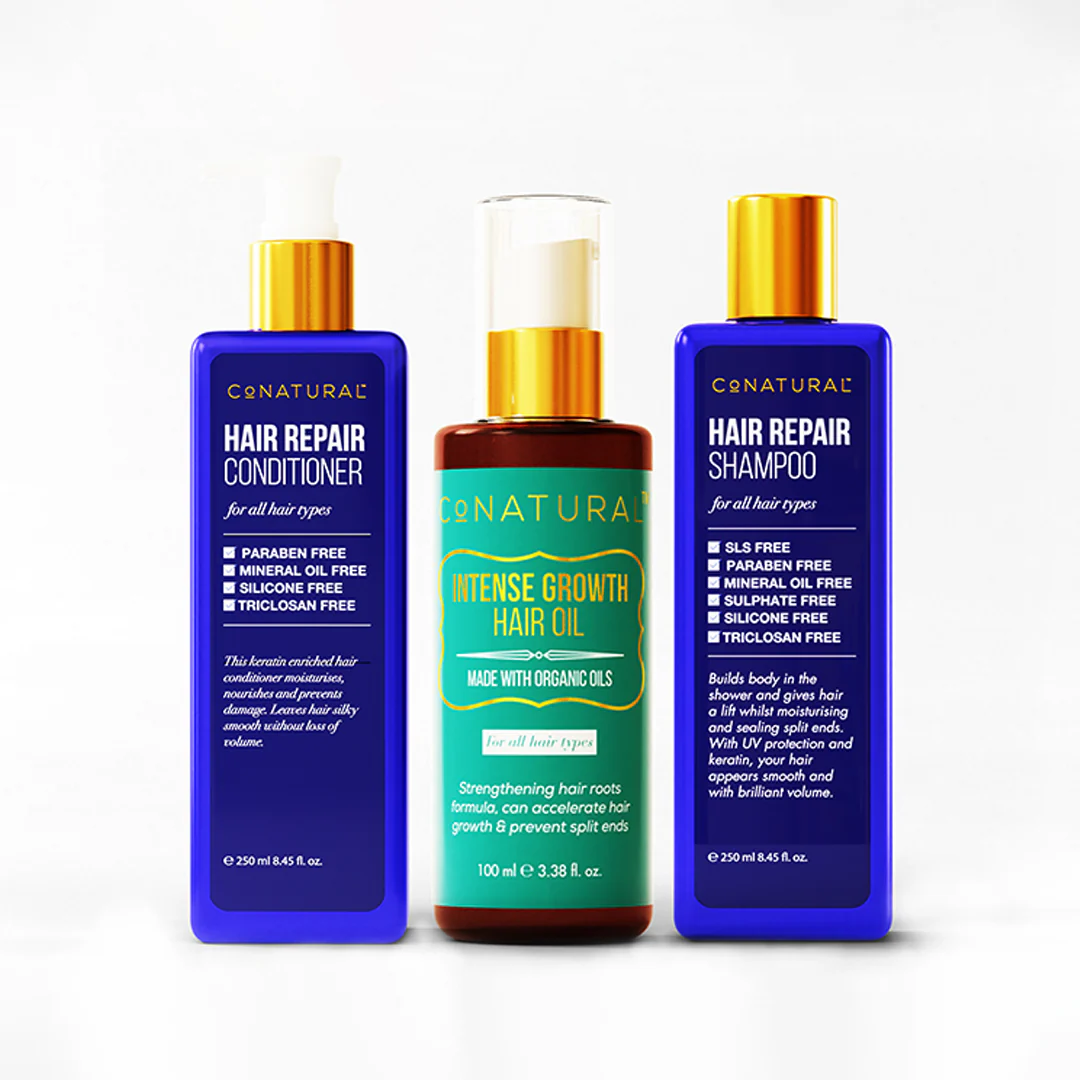 CoNATURAL™
HAIR REPAIR
CONDITIONER
for all hair types
PARABEN FREE
MINERAL OIL FREE
SILICONE FREE
TRICLOSAN FREE
This keratin enriched hair
conditioner moisturises,
nourishes and prevents
damage. Leaves hair silky
smooth without loss of
volume.
℮ 250 ml 8.45 fl. oz.
CoNATURAL™
INTENSE GROWTH
HAIR OIL
MADE WITH ORGANIC OILS
for all hair types
Strengthening hair roots
formula, can accelerate hair
growth & prevent split ends
100 ml ℮ 3.38 fl. oz.
CoNATURAL™
HAIR REPAIR
SHAMPOO
for all hair types
SLS FREE
PARABEN FREE
MINERAL OIL FREE
SULPHATE FREE
SILICONE FREE
TRICLOSAN FREE
Builds body in the
shower and gives hair
a lift whilst moisturising
and sealing split ends.
With UV protection and
keratin, your hair
appears smooth and
with brilliant volume.
℮ 250 ml 8.45 fl. oz.